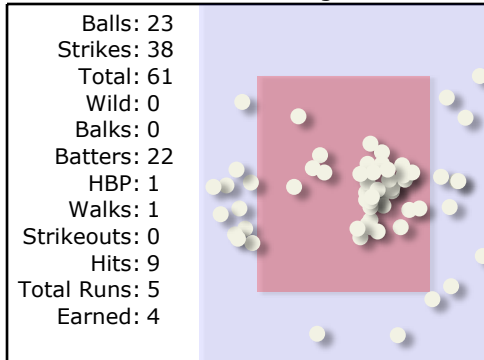 Balls: 23
Strikes: 38
Total: 61
Wild: 0
Balks: 0
Batters: 22
HBP: 1
Walks: 1
Strikeouts: 0
Hits: 9
Total Runs: 5
Earned: 4